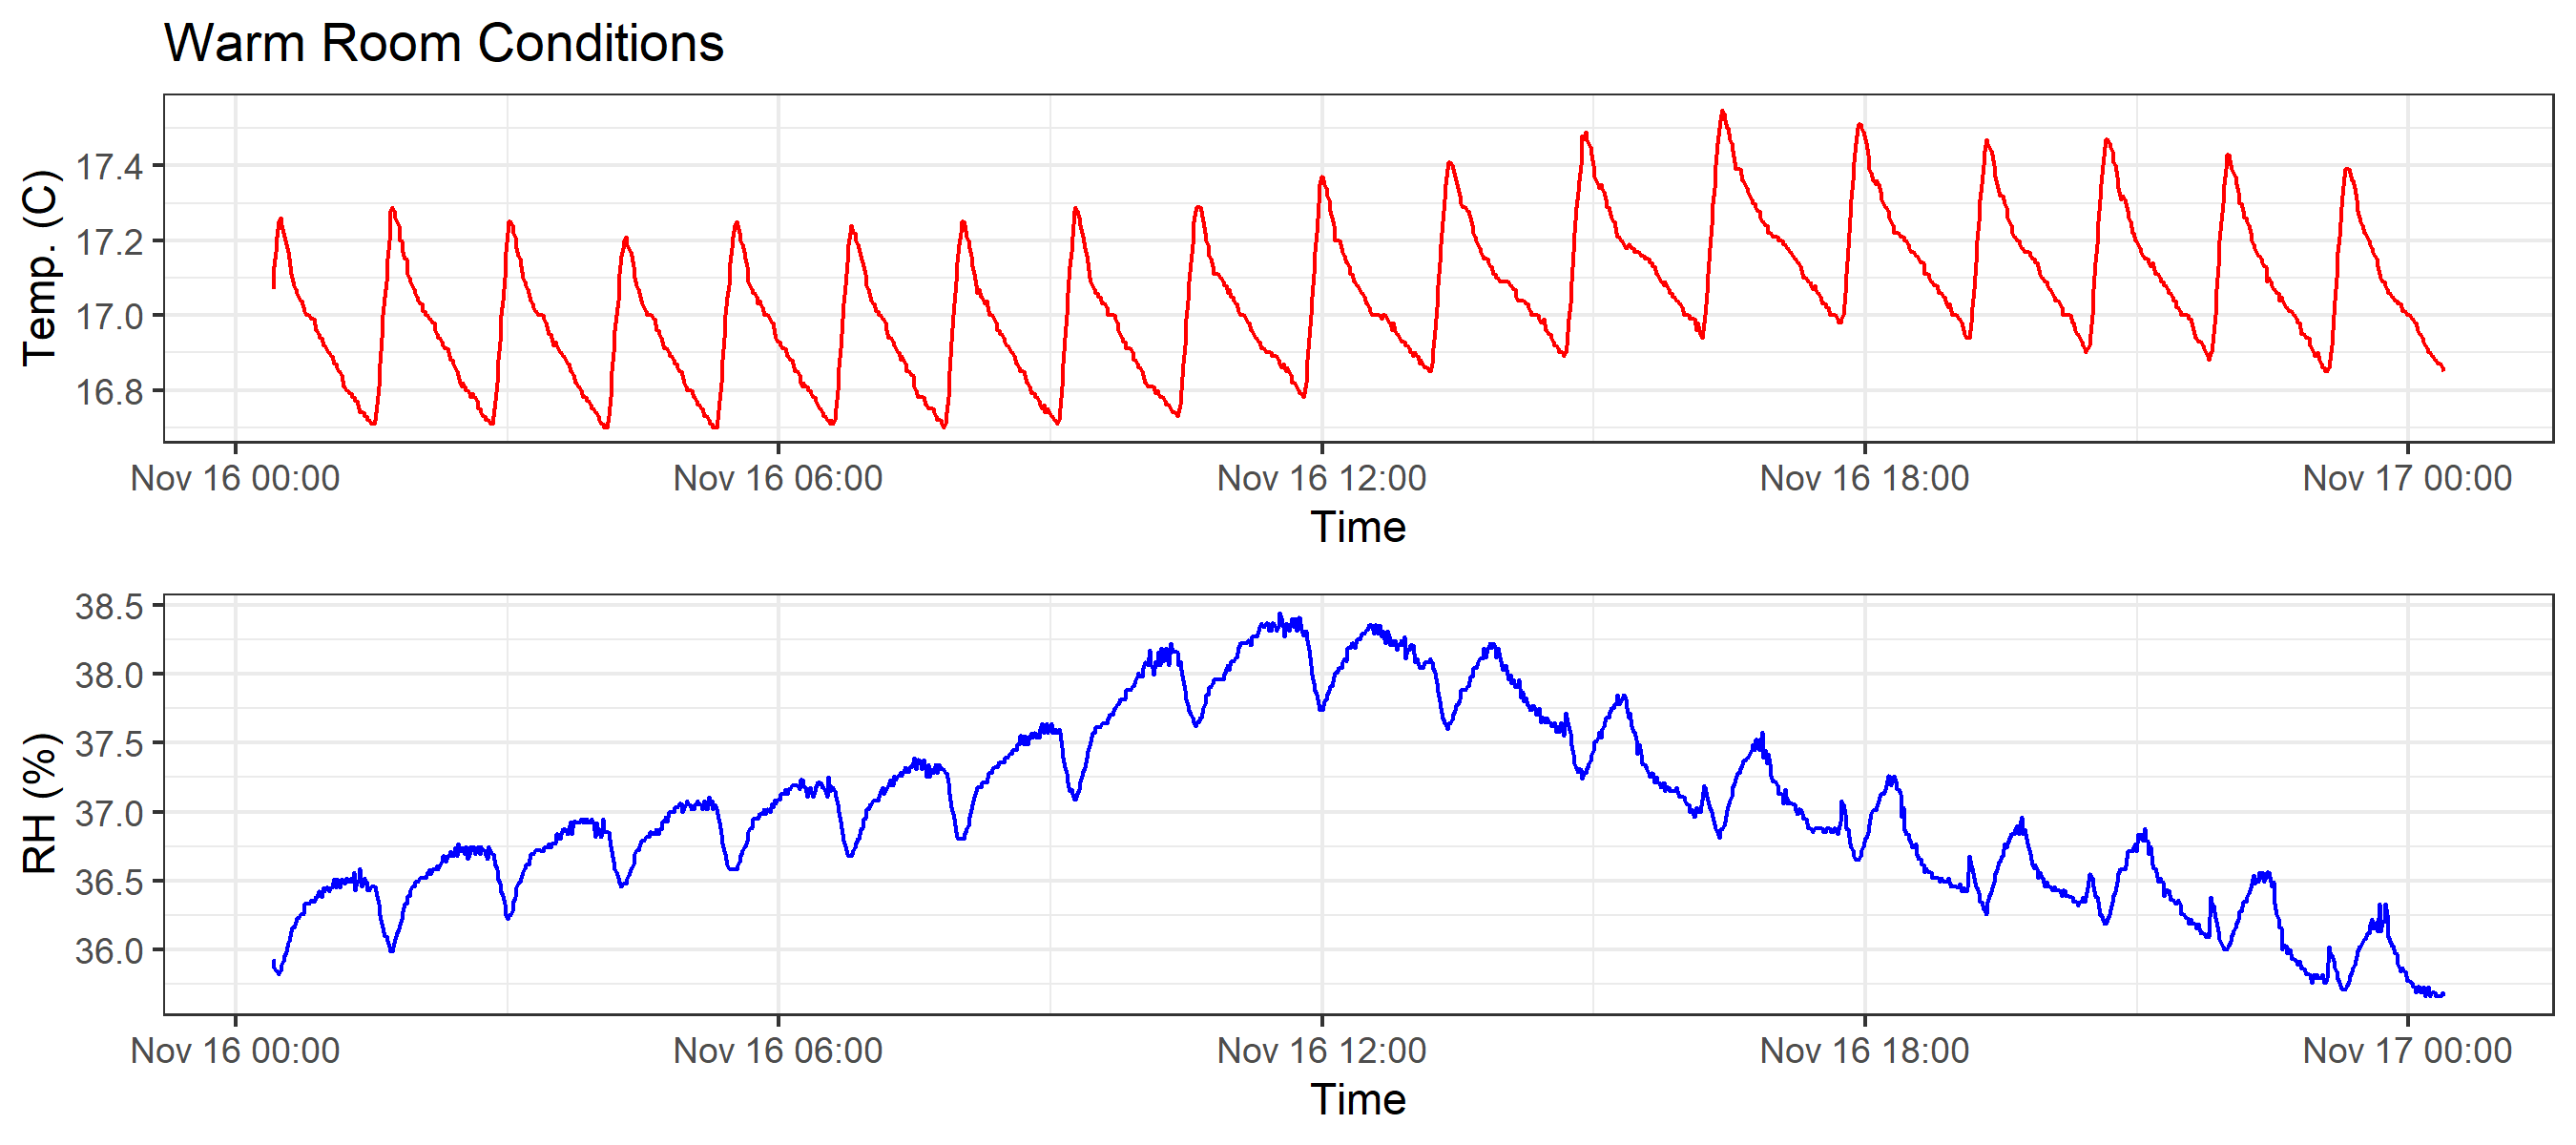 Warm Room Conditions
Temp. (C)
17.4
17.2
17.0
16.8
Nov 16 00:00 Nov 16 06:00 Nov 16 12:00 Nov 16 18:00 Nov 17 00:00
Time
RH (%)
38.5
38.0
37.5
37.0
36.5
36.0
Nov 16 00:00 Nov 16 06:00 Nov 16 12:00 Nov 16 18:00 Nov 17 00:00
Time